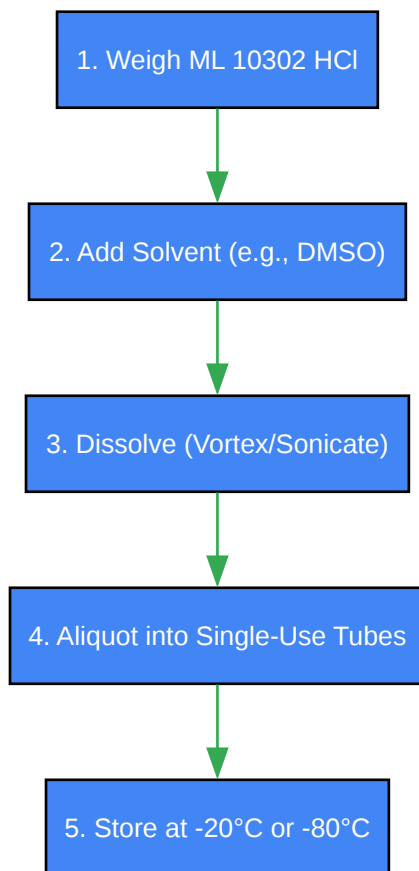 1. Weigh ML 10302 HCl
2. Add Solvent (e.g., DMSO)
3. Dissolve (Vortex/Sonicate)
4. Aliquot into Single-Use Tubes
5. Store at -20°C or -80°C